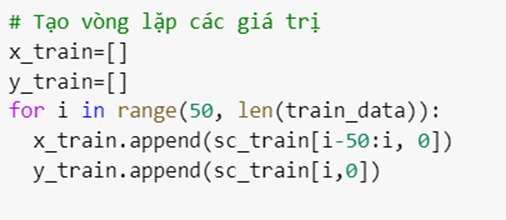 # Tạo vòng lặp các giá trị
x_train=[]
y_train=[]
for i in range(50, len(train_data)):
  x_train.append(sc_train[i-50:i, 0])
  y_train.append(sc_train[i,0])